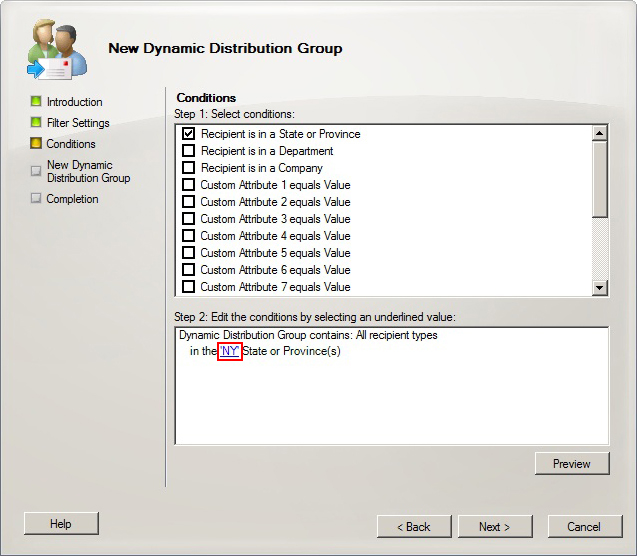 New Dynamic Distribution Group
Introduction
Filter Settings
Conditions
New Dynamic
Distribution Group
Completion
Conditions
Step 1: Select conditions:
Recipient is in a State or Province
Recipient is in a Department
Recipient is in a Company
Custom Attribute 1 equals Value
Custom Attribute 2 equals Value
Custom Attribute 3 equals Value
Custom Attribute 4 equals Value
Custom Attribute 5 equals Value
Custom Attribute 6 equals Value
Custom Attribute 7 equals Value
Step 2: Edit the conditions by selecting an underlined value:
Dynamic Distribution Group contains: All recipient types
in the 'NY' State or Province(s)
Preview
Help
< Back
Next >
Cancel